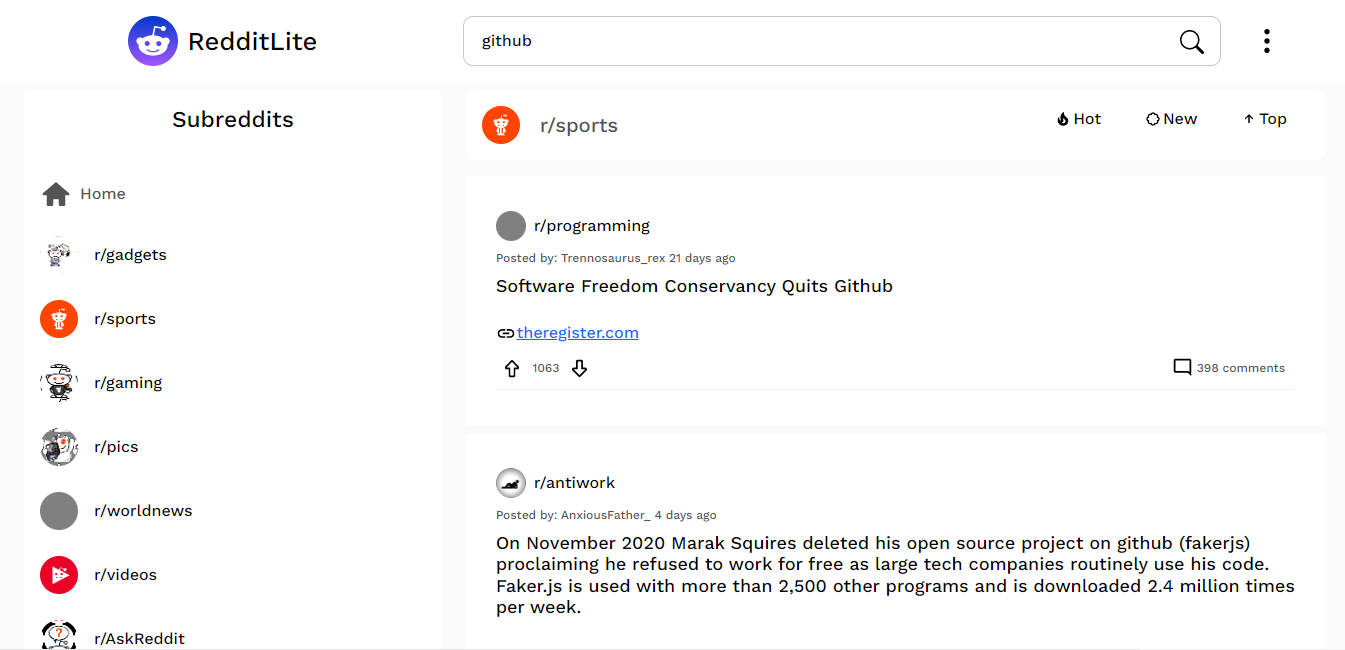 RedditLite
github
Subreddits
Home
r/gadgets
r/sports
r/gaming
r/pics
r/worldnews
r/videos
r/AskReddit
r/sports
Hot
New
Top
r/programming
Posted by: Trennosaurus_rex 21 days ago
Software Freedom Conservancy Quits Github
theregister.com
1063
398 comments
r/antiwork
Posted by: AnxiousFather_ 4 days ago
On November 2020 Marak Squires deleted his open source project on github (fakerjs)
proclaiming he refused to work for free as large tech companies routinely use his code.
Faker.js is used with more than 2,500 other programs and is downloaded 2.4 million times
per week.